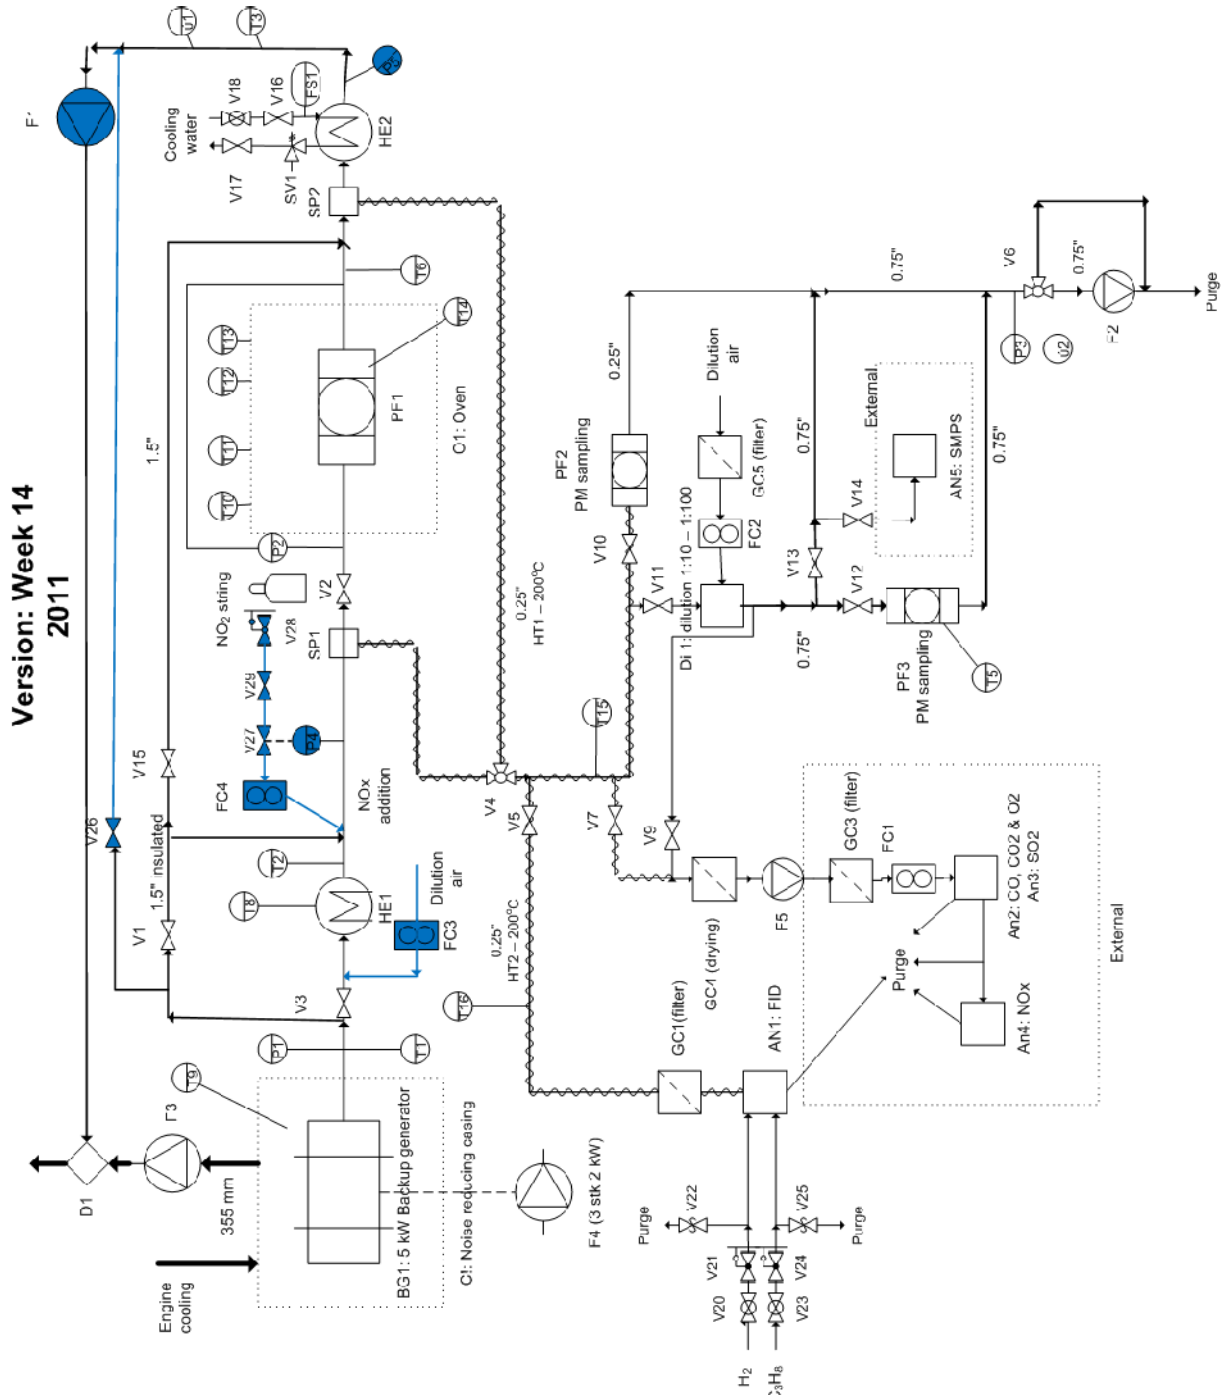 Version: Week 14
2011
F1
ú1
T3
P5
Cooling
water
V18
V16
FS1
V17
SV1
HE2
SP2
1.5"
T6
T13
T12
T11
T10
T14
PF1
C1: Oven
P2
V2
NO2 string
V28
SP1
V29
V27
P4
FC4
NOx
addition
V15
V26
1.5" insulated
V1
T2
T8
HE1
Dilution
air
FC3
V3
P1
T1
T9
F3
D1
355 mm
Engine
cooling
BG1: 5 kW Backup generator
C!: Noise reducing casing
F4 (3 stk 2 kW)
0.25"
HT1 – 200°C
V4
V5
T15
V7
V9
0.25"
HT2 – 200°C
T16
GC1(filter)
GC1 (drying)
AN1: FID
F5
GC3 (filter)
FC1
An2: CO, CO2 & O2
An3: SO2
Purge
An4: NOx
External
PF2
PM sampling
0.25"
V10
V11
Di 1: dilution 1:10 – 1:100
FC2
GC5 (filter)
Dilution
air
V13
V12
V14
0.75"
0.75"
PF3
PM sampling
T5
AN5: SMPS
External
0.75"
0.75"
P3
ú2
V6
0.75"
F2
Purge
Purge
V22
V25
Purge
V21
V24
V20
V23
H2